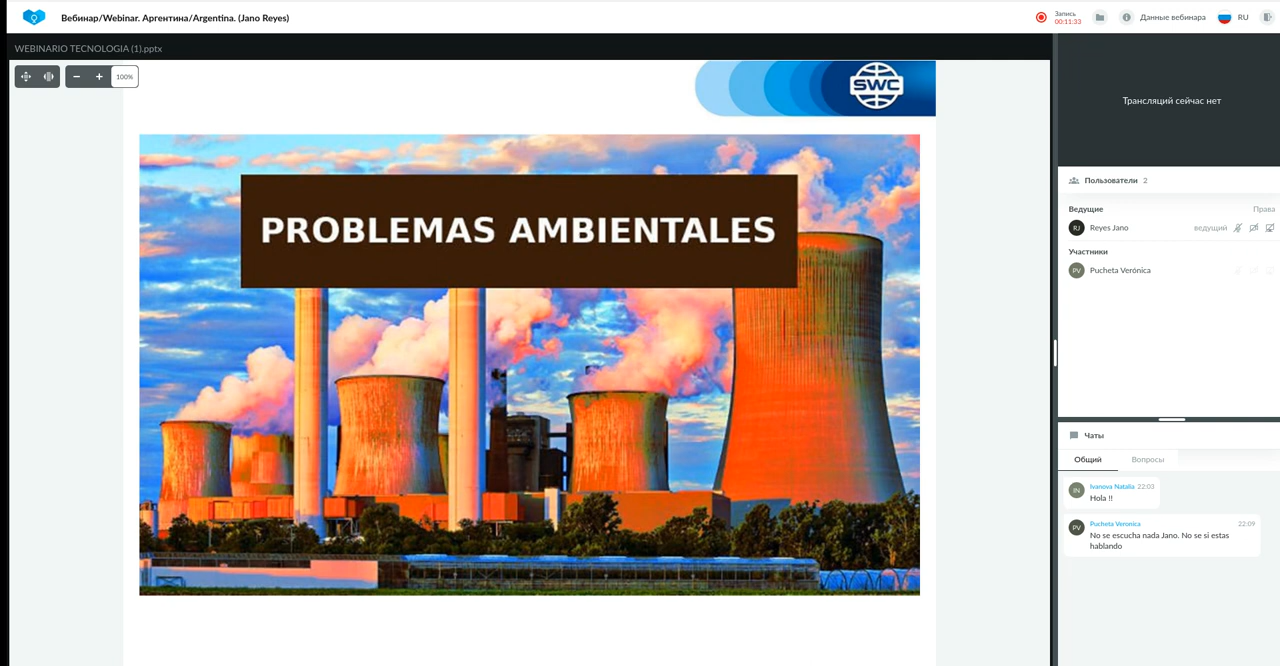 Вебинар/Webinar. Аргентина/Argentina. (Jano Reyes)
Запись
00:11:33
Данные вебинара
RU
WEBINARIO TECNOLOGIA (1).pptx
100%
SWC
PROBLEMAS AMBIENTALES
Трансляций сейчас нет
Пользователи 2
Ведущие Права
RJ Reyes Jano ведущий
Участники
PV Pucheta Verónica
Чаты
Общий Вопросы
IN Ivanova Natalia 22:03
Hola !!
PV Pucheta Veronica 22:09
No se escucha nada Jano. No se si estas
hablando